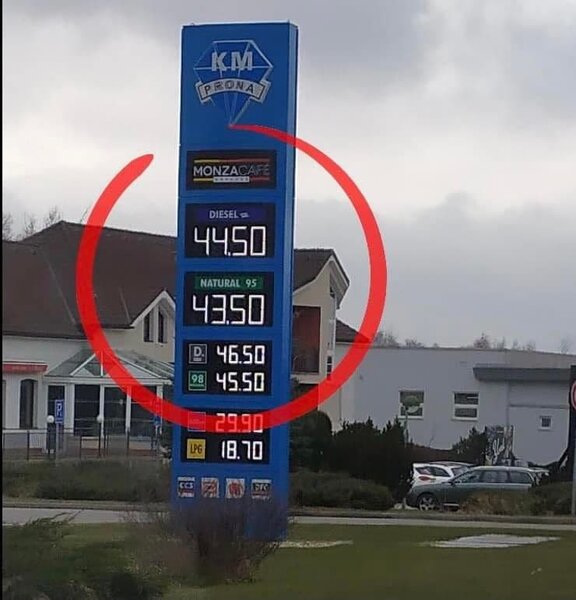 KM
PRONA
MONZACAFÉ
DIESEL
44.50
NATURAL 95
43.50
D. 46.50
98 45.50
29.90
LPG 18.70